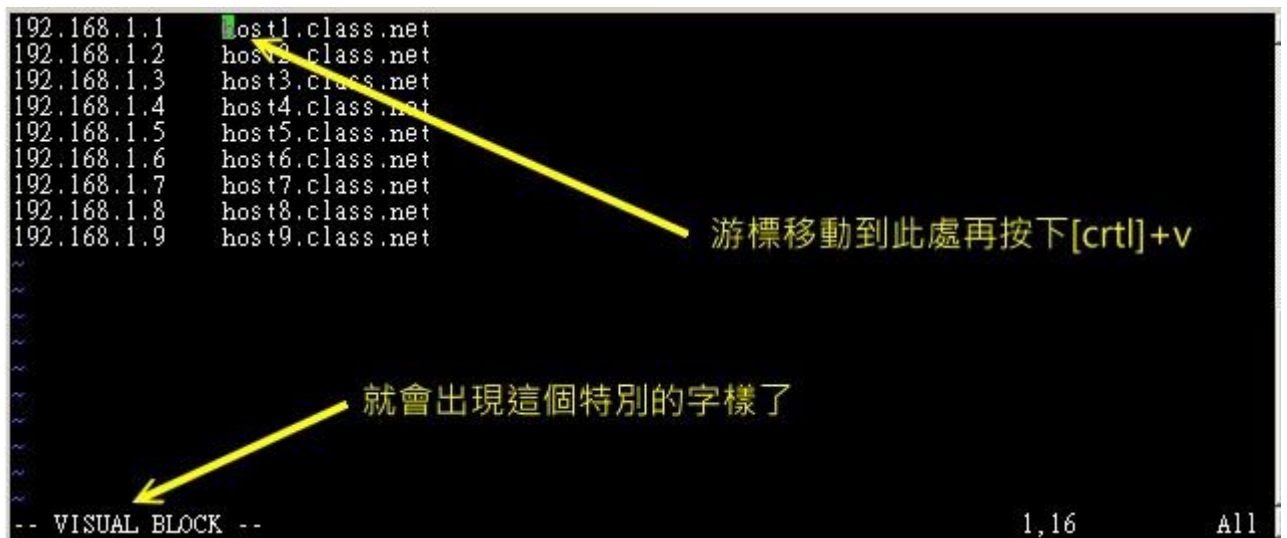 192.168.1.1 host1.class.net
192.168.1.2 host2.class.net
192.168.1.3 host3.class.net
192.168.1.4 host4.class.net
192.168.1.5 host5.class.net
192.168.1.6 host6.class.net
192.168.1.7 host7.class.net
192.168.1.8 host8.class.net
192.168.1.9 host9.class.net
游標移動到此處再按下[crtl]+v
~
~
~
~
~
就會出現這個特別的字樣了
~
~
~
~
-- VISUAL BLOCK -- 1,16 All